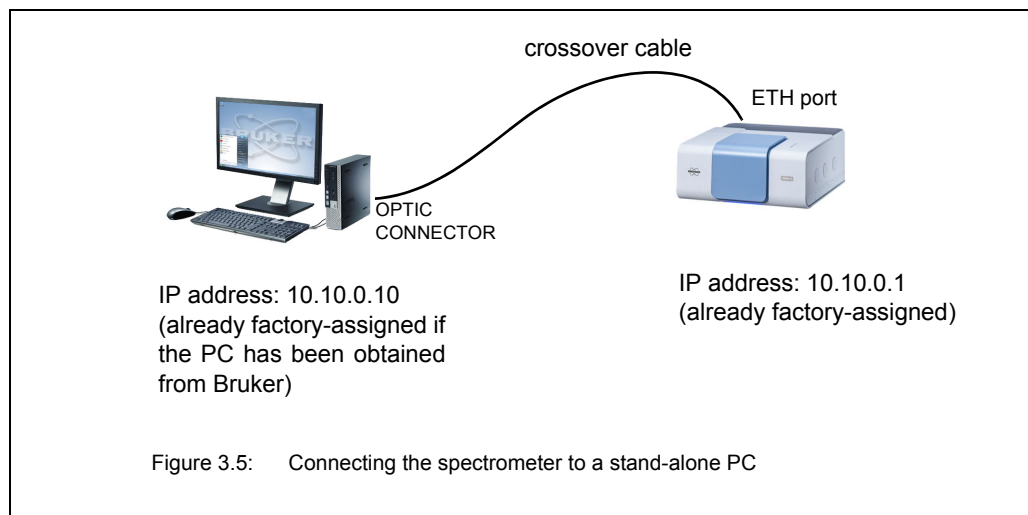 crossover cable
ETH port
BRUKER
OPTIC
CONNECTOR
IP address: 10.10.0.10
(already factory-assigned if
the PC has been obtained
from Bruker)
IP address: 10.10.0.1
(already factory-assigned)
Figure 3.5: Connecting the spectrometer to a stand-alone PC